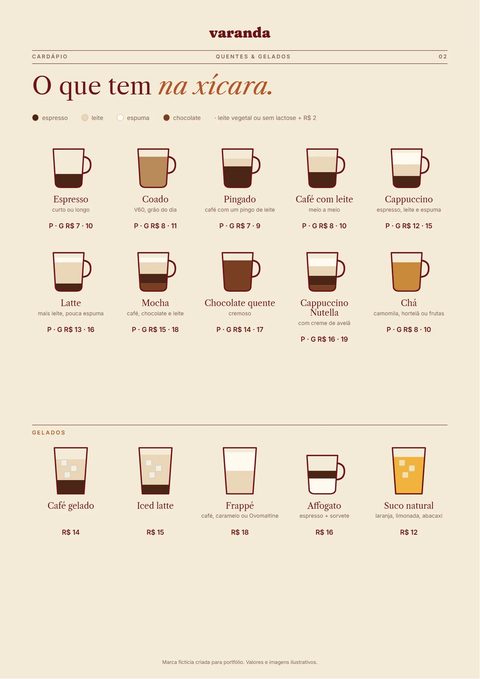 varanda
CARDÁPIO
QUENTES & GELADOS
02
O que tem na xícara.
espresso
leite
espuma
chocolate
· leite vegetal ou sem lactose + R$ 2
Espresso
curto ou longo
P · G R$ 7 · 10
Coado
V60, grão do dia
P · G R$ 8 · 11
Pingado
café com um pingo de leite
P · G R$ 7 · 9
Café com leite
meio a meio
P · G R$ 8 · 10
Cappuccino
espresso, leite e espuma
P · G R$ 12 · 15
Latte
mais leite, pouca espuma
P · G R$ 13 · 16
Mocha
café, chocolate e leite
P · G R$ 15 · 18
Chocolate quente
cremoso
P · G R$ 14 · 17
Cappuccino
Nutella
com creme de avelã
P · G R$ 16 · 19
Chá
camomila, hortelã ou frutas
P · G R$ 8 · 10
GELADOS
Café gelado
R$ 14
Iced latte
R$ 15
Frappé
café, caramelo ou Ovomaltine
R$ 18
Affogato
espresso + sorvete
R$ 16
Suco natural
laranja, limonada, abacaxi
R$ 12
Marca fictícia criada para portfólio. Valores e imagens ilustrativos.